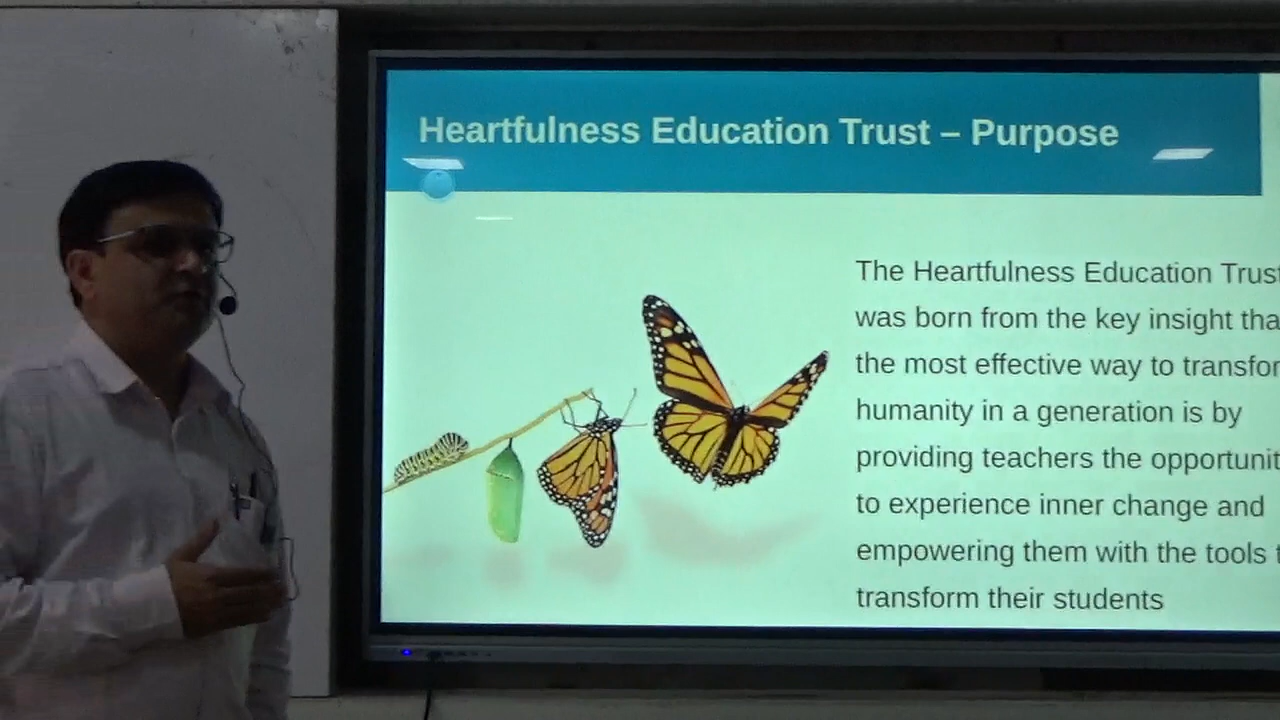 Heartfulness Education Trust – Purpose
The Heartfulness Education Trust
was born from the key insight
the most effective way to
humanity in a generation is by
providing teachers the
to experience inner change and
empowering them with the tools
transform their students